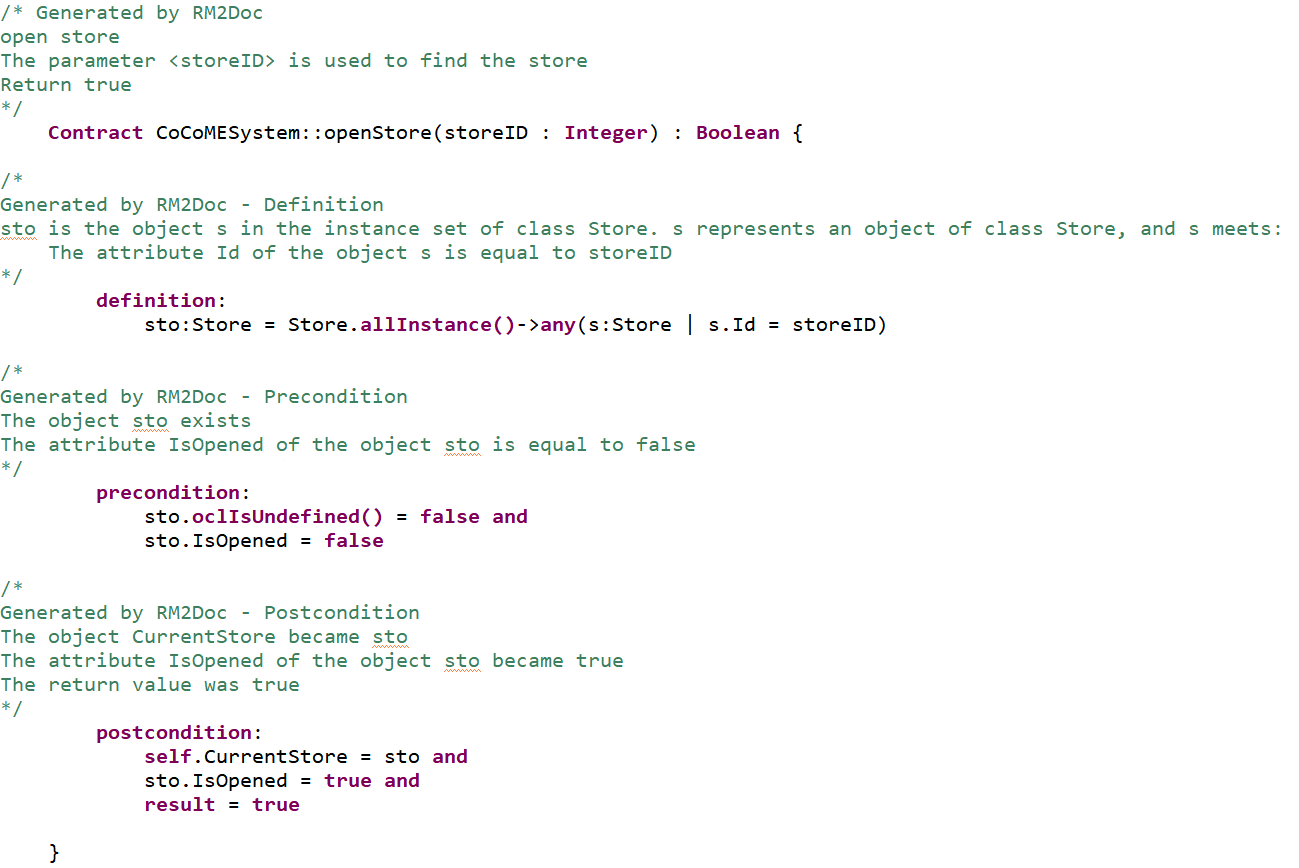 /* Generated by RM2Doc
open store
The parameter <storeID> is used to find the store
Return true
*/
    Contract CoCoMESystem::openStore(storeID : Integer) : Boolean {

/*
Generated by RM2Doc - Definition
sto is the object s in the instance set of class Store. s represents an object of class Store, and s meets:
    The attribute Id of the object s is equal to storeID
*/
        definition:
            sto:Store = Store.allInstance()->any(s:Store | s.Id = storeID)

/*
Generated by RM2Doc - Precondition
The object sto exists
The attribute IsOpened of the object sto is equal to false
*/
        precondition:
            sto.oclIsUndefined() = false and
            sto.IsOpened = false

/*
Generated by RM2Doc - Postcondition
The object CurrentStore became sto
The attribute IsOpened of the object sto became true
The return value was true
*/
        postcondition:
            self.CurrentStore = sto and
            sto.IsOpened = true and
            result = true

    }